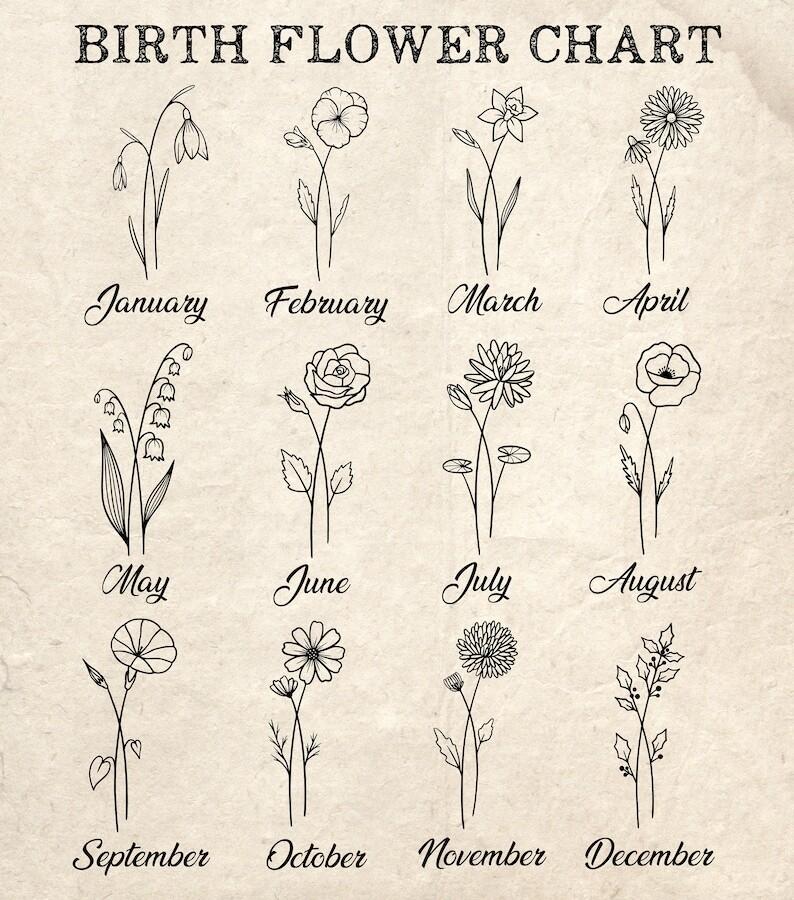 BIRTH FLOWER CHART
January February March April
May June July August
September October November December